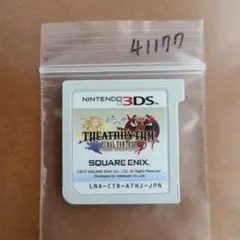 41177
NINTENDO 3DS
THEATRHYTHM
FINAL FANTASY
SQUARE ENIX
LNA-CTR-ATHJ-JPN